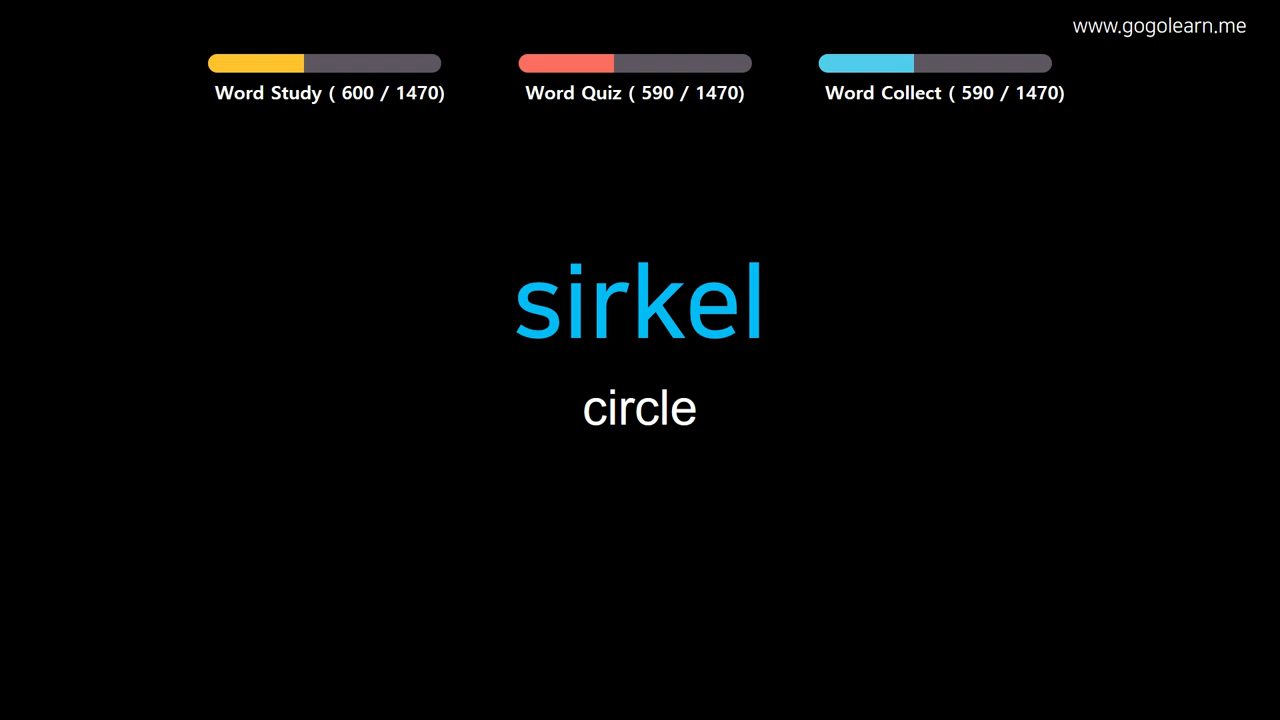 www.gogolearn.me
Word Study ( 600 / 1470)
Word Quiz ( 590 / 1470)
Word Collect ( 590 / 1470)
sirkel
circle